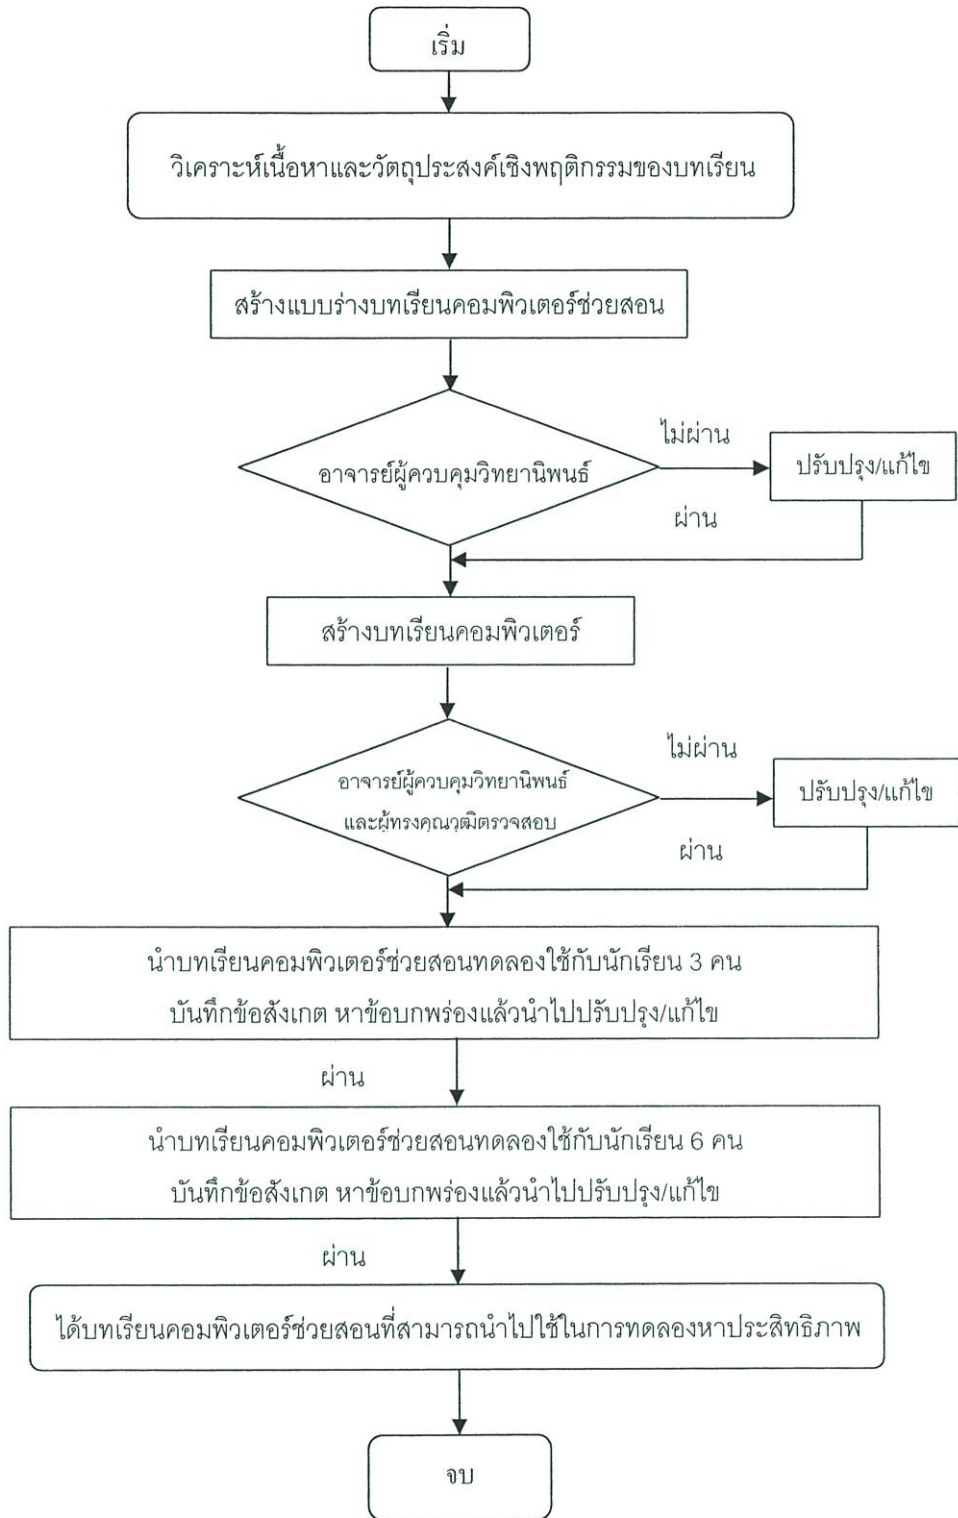 เริ่ม
วิเคราะห์เนื้อหาและวัตถุประสงค์เชิงพฤติกรรมของบทเรียน
สร้างแบบร่างบทเรียนคอมพิวเตอร์ช่วยสอน
อาจารย์ผู้ควบคุมวิทยานิพนธ์
ไม่ผ่าน
ปรับปรุง/แก้ไข
ผ่าน
สร้างบทเรียนคอมพิวเตอร์
อาจารย์ผู้ควบคุมวิทยานิพนธ์
และผู้ทรงคุณวุฒิตรวจสอบ
ไม่ผ่าน
ปรับปรุง/แก้ไข
ผ่าน
นำบทเรียนคอมพิวเตอร์ช่วยสอนทดลองใช้กับนักเรียน 3 คน
บันทึกข้อสังเกต หาข้อบกพร่องแล้วนำไปปรับปรุง/แก้ไข
ผ่าน
นำบทเรียนคอมพิวเตอร์ช่วยสอนทดลองใช้กับนักเรียน 6 คน
บันทึกข้อสังเกต หาข้อบกพร่องแล้วนำไปปรับปรุง/แก้ไข
ผ่าน
ได้บทเรียนคอมพิวเตอร์ช่วยสอนที่สามารถนำไปใช้ในการทดลองหาประสิทธิภาพ
จบ